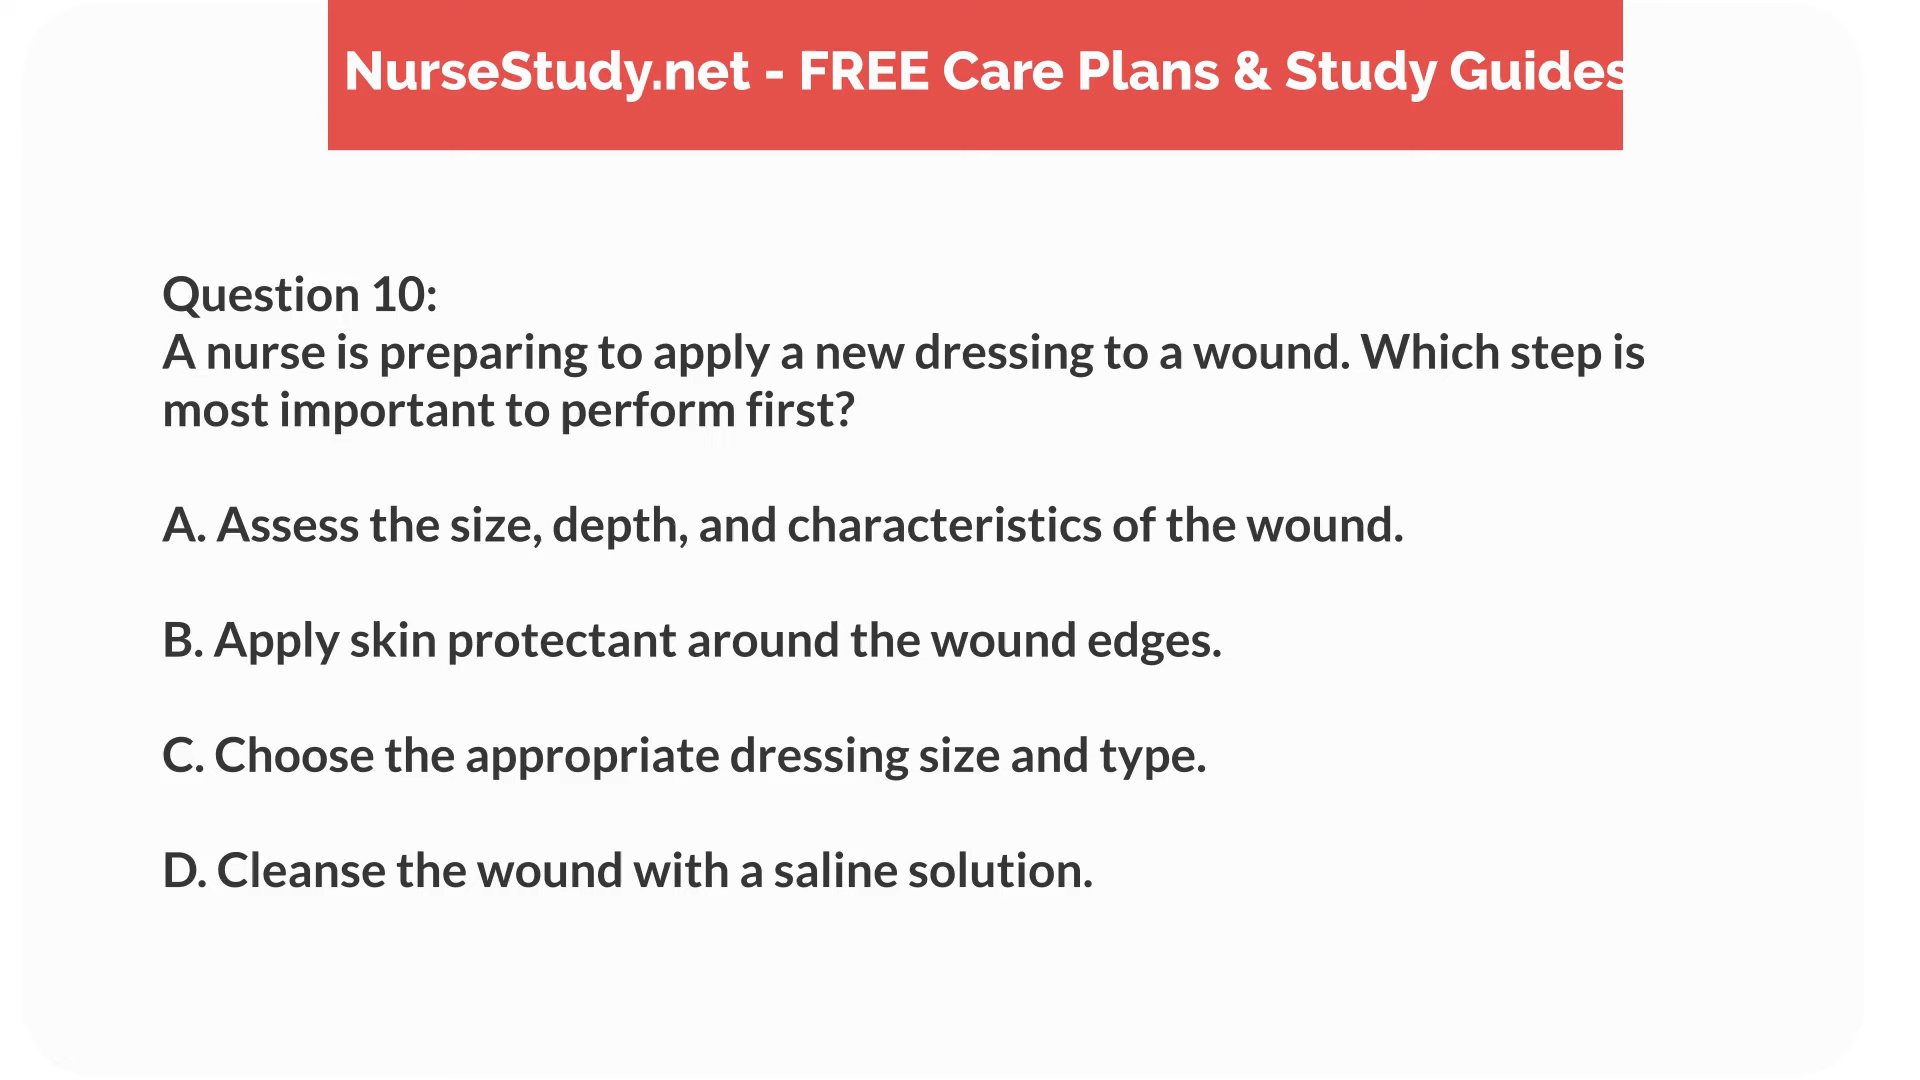 NurseStudy.net - FREE Care Plans & Study Guides
Question 10:
A nurse is preparing to apply a new dressing to a wound. Which step is
most important to perform first?
A. Assess the size, depth, and characteristics of the wound.
B. Apply skin protectant around the wound edges.
C. Choose the appropriate dressing size and type.
D. Cleanse the wound with a saline solution.